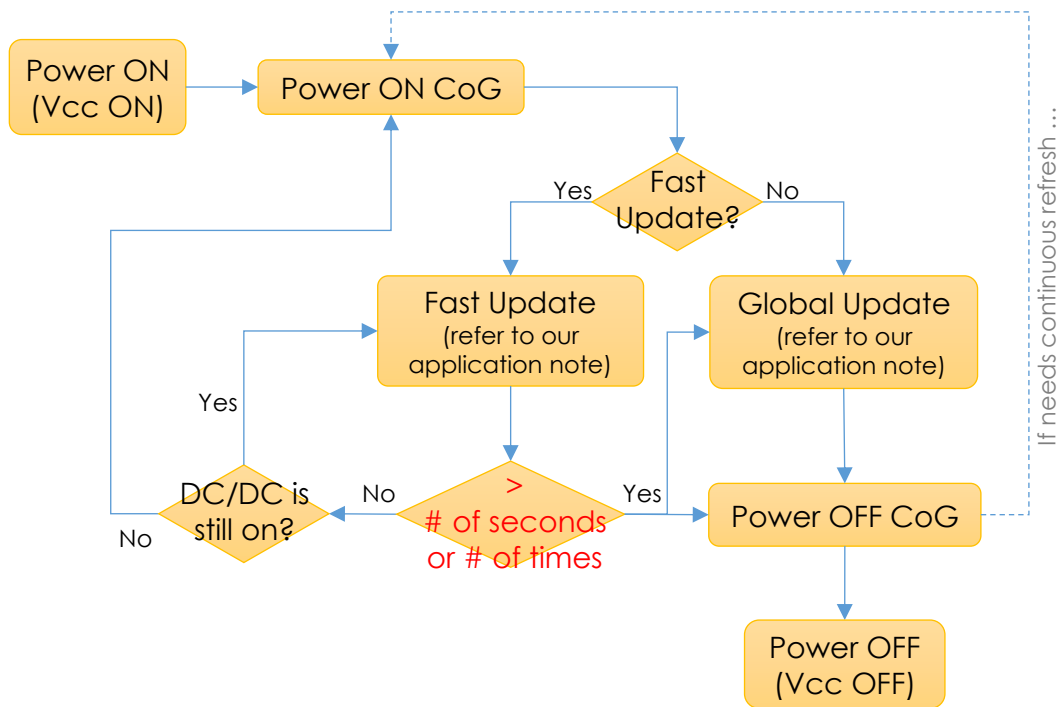 Power ON
(Vcc ON)
Power ON CoG
If needs continuous refresh ...
Yes
Fast
Update?
No
Fast Update
(refer to our
application note)
Global Update
(refer to our
application note)
Yes
DC/DC is
still on?
No
No
>
# of seconds
or # of times
Yes
Power OFF CoG
Power OFF
(Vcc OFF)